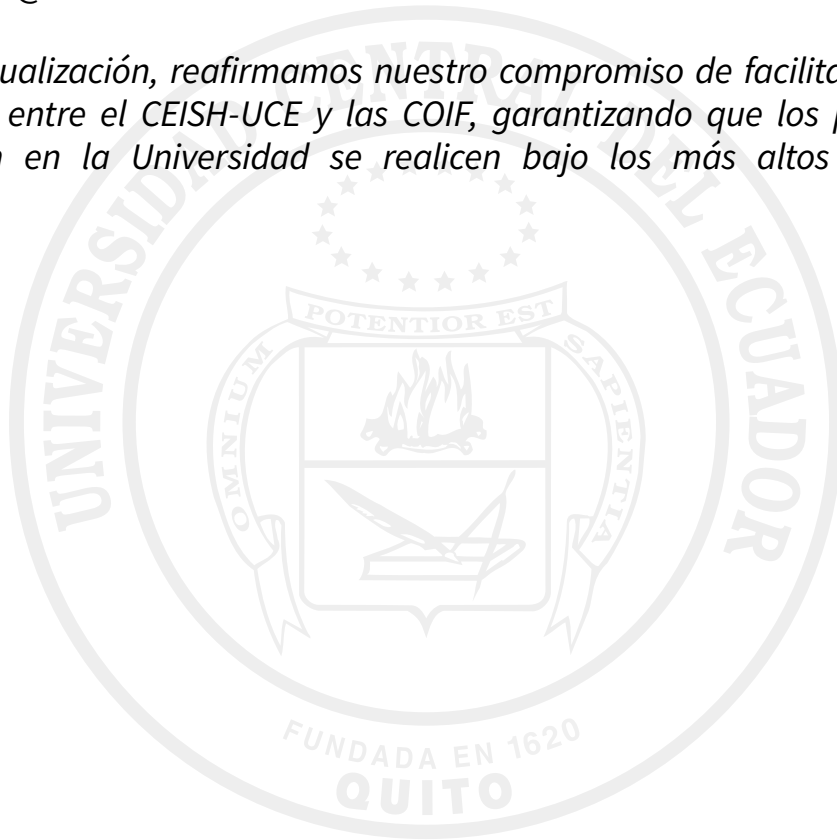 ualización, reafirmamos nuestro compromiso de facilita
entre el CEISH-UCE y las COIF, garantizando que los
en la Universidad se realicen bajo los más altos
UNIVERSIDAD CENTRAL DEL ECUADOR
POTENTIOR EST
OMNIUM
SAPIENTIA
FUNDADA EN 1620
QUITO